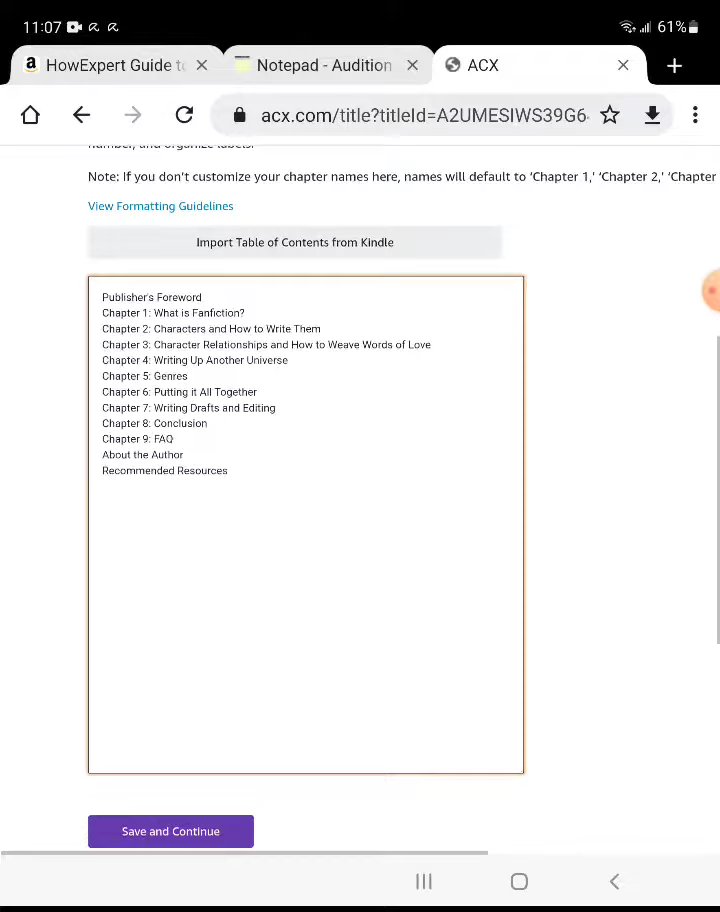 11:07 61%
HowExpert Guide to
Notepad - Audition
ACX
acx.com/title?titleId=A2UMESIWS39G6
number, and organize labels.
Note: If you don't customize your chapter names here, names will default to 'Chapter 1,' 'Chapter 2,' 'Chapter
View Formatting Guidelines
Import Table of Contents from Kindle
Publisher's Foreword
Chapter 1: What is Fanfiction?
Chapter 2: Characters and How to Write Them
Chapter 3: Character Relationships and How to Weave Words of Love
Chapter 4: Writing Up Another Universe
Chapter 5: Genres
Chapter 6: Putting it All Together
Chapter 7: Writing Drafts and Editing
Chapter 8: Conclusion
Chapter 9: FAQ
About the Author
Recommended Resources
Save and Continue